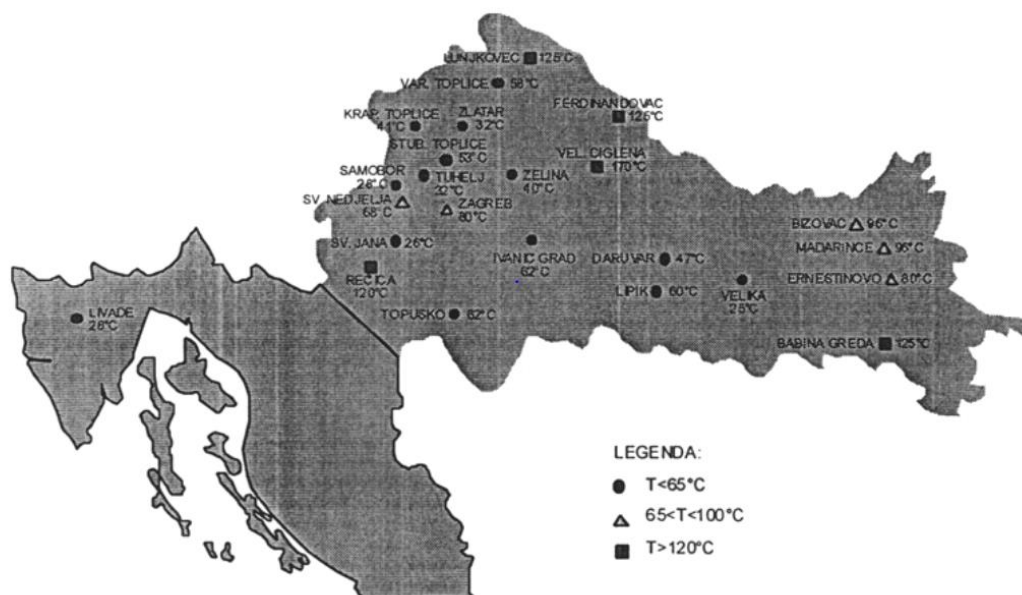 LUNJKOVEC 125°C
VAR. TOPLICE 58°C
FERDINANDOVAC
125°C
KRAP. TOPLICE
41°C
ZLATAR
32°C
STUB. TOPLICE
53°C
VEL. CIGLENA
170°C
SAMOBOR
28°C
TUHELJ
32°C
ZELINA
40°C
SV. NEDJELJA
68°C
ZAGREB
80°C
BIZOVAC 96°C
SV. JANA 26°C
IVANIC GRAD
62°C
DARUVAR 47°C
MADARINCE 96°C
REČICA
120°C
LIPIK 60°C
VELIKA
25°C
ERNESTINOVO 80°C
LIVADE
28°C
TOPUSKO 62°C
BABINA GREDA 125°C
LEGENDA:
T<65°C
65<T<100°C
T>120°C